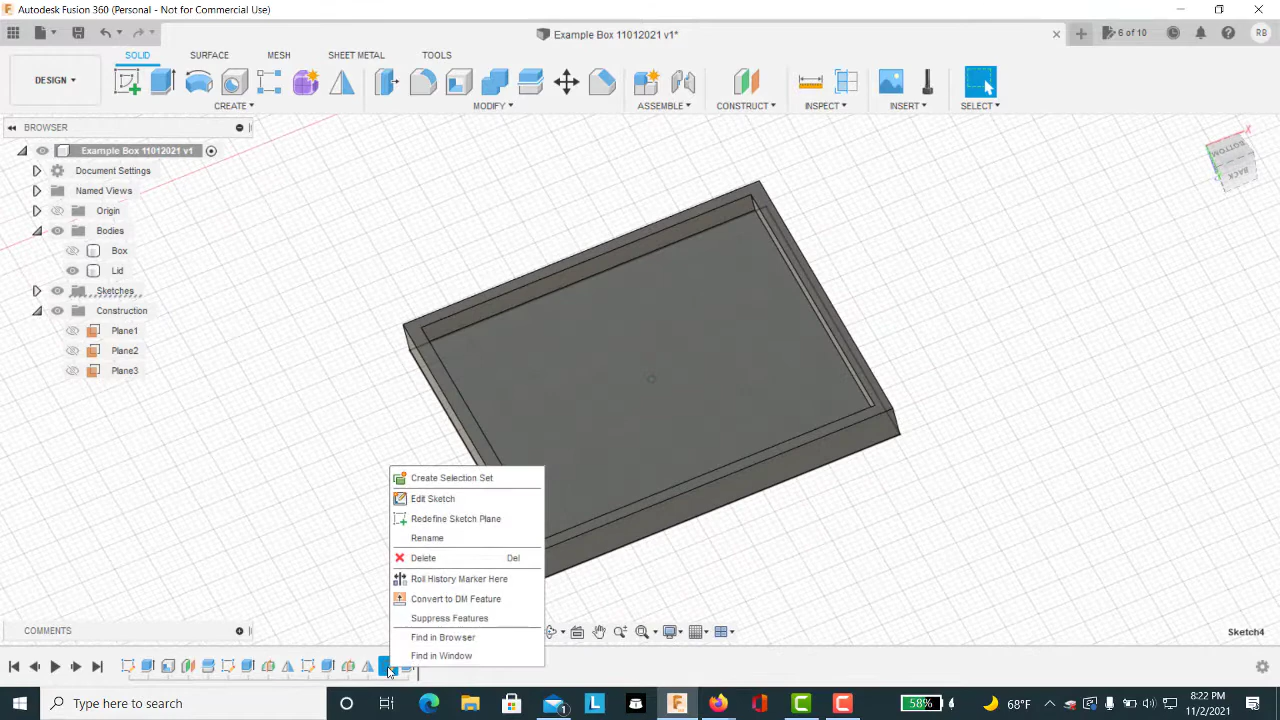 Autodesk Fusion 360 (Personal - Not for Commercial Use)
Example Box 11012021 v1*
6 of 10
RB
SOLID
SURFACE
MESH
SHEET METAL
TOOLS
DESIGN
CREATE
MODIFY
ASSEMBLE
CONSTRUCT
INSPECT
INSERT
SELECT
BROWSER
Example Box 11012021 v1
Document Settings
Named Views
Origin
Bodies
Box
Lid
Sketches
Construction
Plane1
Plane2
Plane3
X
BOTTOM
BACK
Create Selection Set
Edit Sketch
Redefine Sketch Plane
Rename
Delete Del
Roll History Marker Here
Convert to DM Feature
Suppress Features
Find in Browser
Find in Window
COMMENTS
Sketch4
Type here to search
1
L
58%
68°F
8:22 PM
11/2/2021